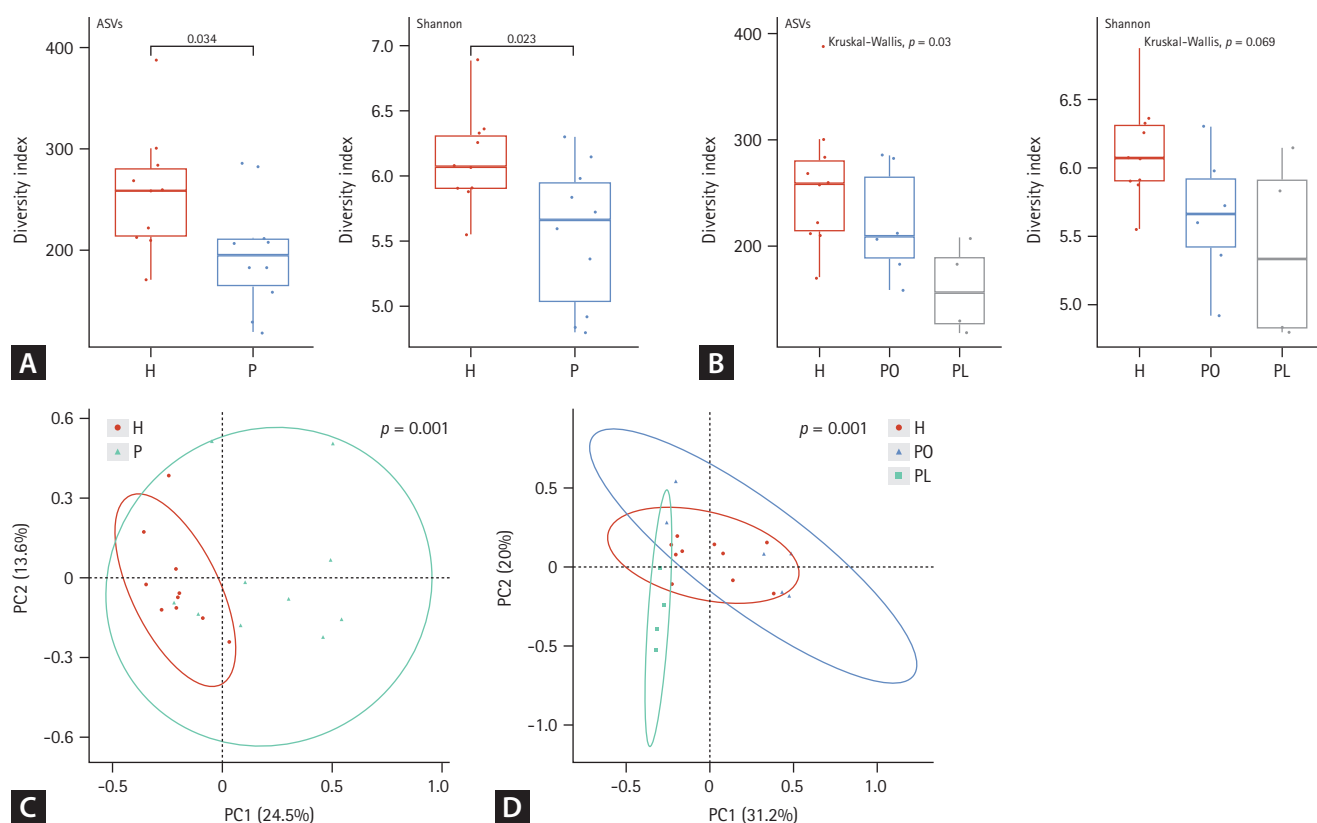 ASVs
0.034
400
300
200
Diversity index
H
P
A
Shannon
0.023
7.0
6.5
6.0
5.5
5.0
Diversity index
H
P
ASVs
Kruskal-Wallis, p = 0.03
400
300
200
Diversity index
H
PO
PL
B
Shannon
Kruskal-Wallis, p = 0.069
6.5
6.0
5.5
5.0
Diversity index
H
PO
PL
H
P
p = 0.001
0.6
0.3
0
−0.3
−0.6
PC2 (13.6%)
−0.5
0
0.5
1.0
PC1 (24.5%)
C
p = 0.001
H
PO
PL
0.5
0
−0.5
−1.0
PC2 (20%)
−0.5
0
0.5
1.0
PC1 (31.2%)
D